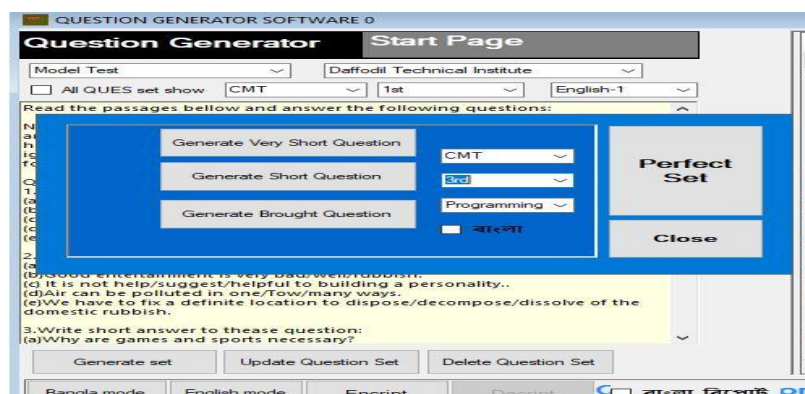 QUESTION GENERATOR SOFTWARE 0
Question Generator Start Page
Model Test Daffodil Technical Institute
All QUES set show CMT 1st English-1
Read the passages bellow and answer the following questions:
Generate Very Short Question
CMT
Generate Short Question
3rd
Perfect Set
Generate Brought Question
Programming
বাংলা
Close
2.
(b)Good entertainment is very bad/well/rubbish.
(c) It is not help/suggest/helpful to building a personality..
(d)Air can be polluted in one/Tow/many ways.
(e)We have to fix a definite location to dispose/decompose/dissolve of the
domestic rubbish.
3.Write short answer to thease question:
(a)Why are games and sports necessary?
Generate set Update Question Set Delete Question Set
Bangla mode English mode Encript Decript বাংলা রিপোর্ট